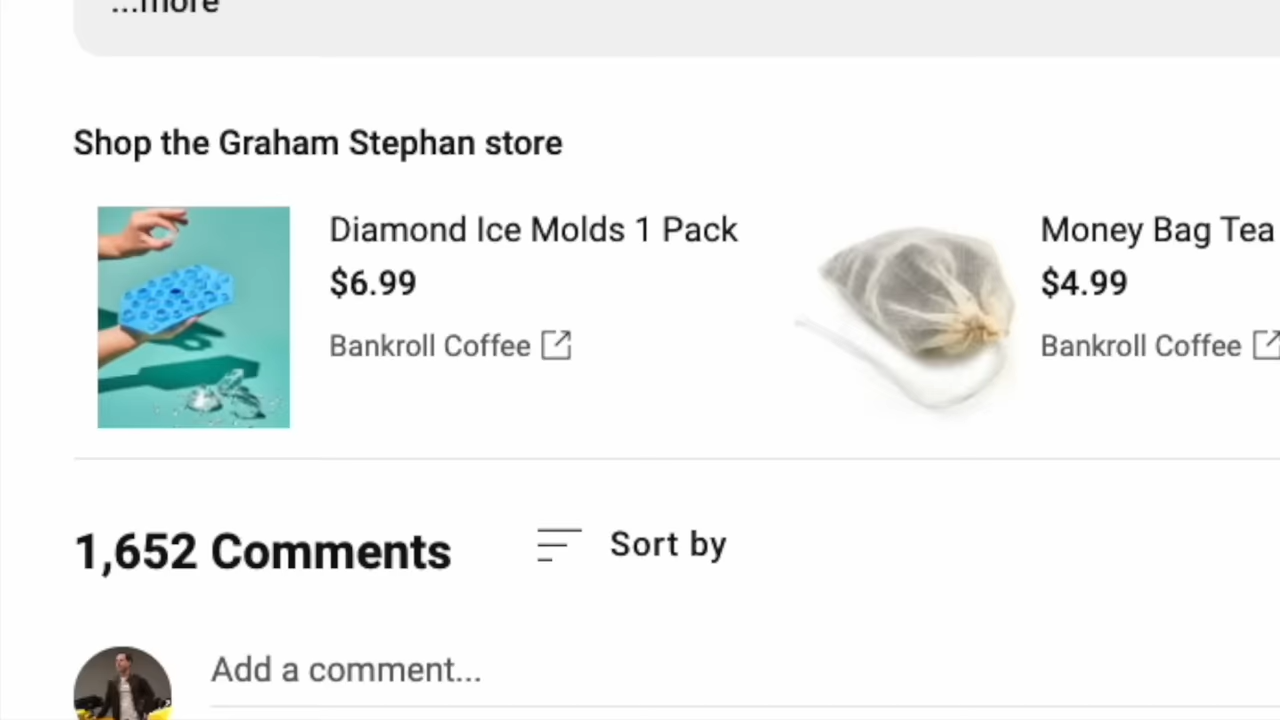 ...more
Shop the Graham Stephan store
Diamond Ice Molds 1 Pack
$6.99
Bankroll Coffee
Money Bag Tea
$4.99
Bankroll Coffee
1,652 Comments
Sort by
Add a comment...